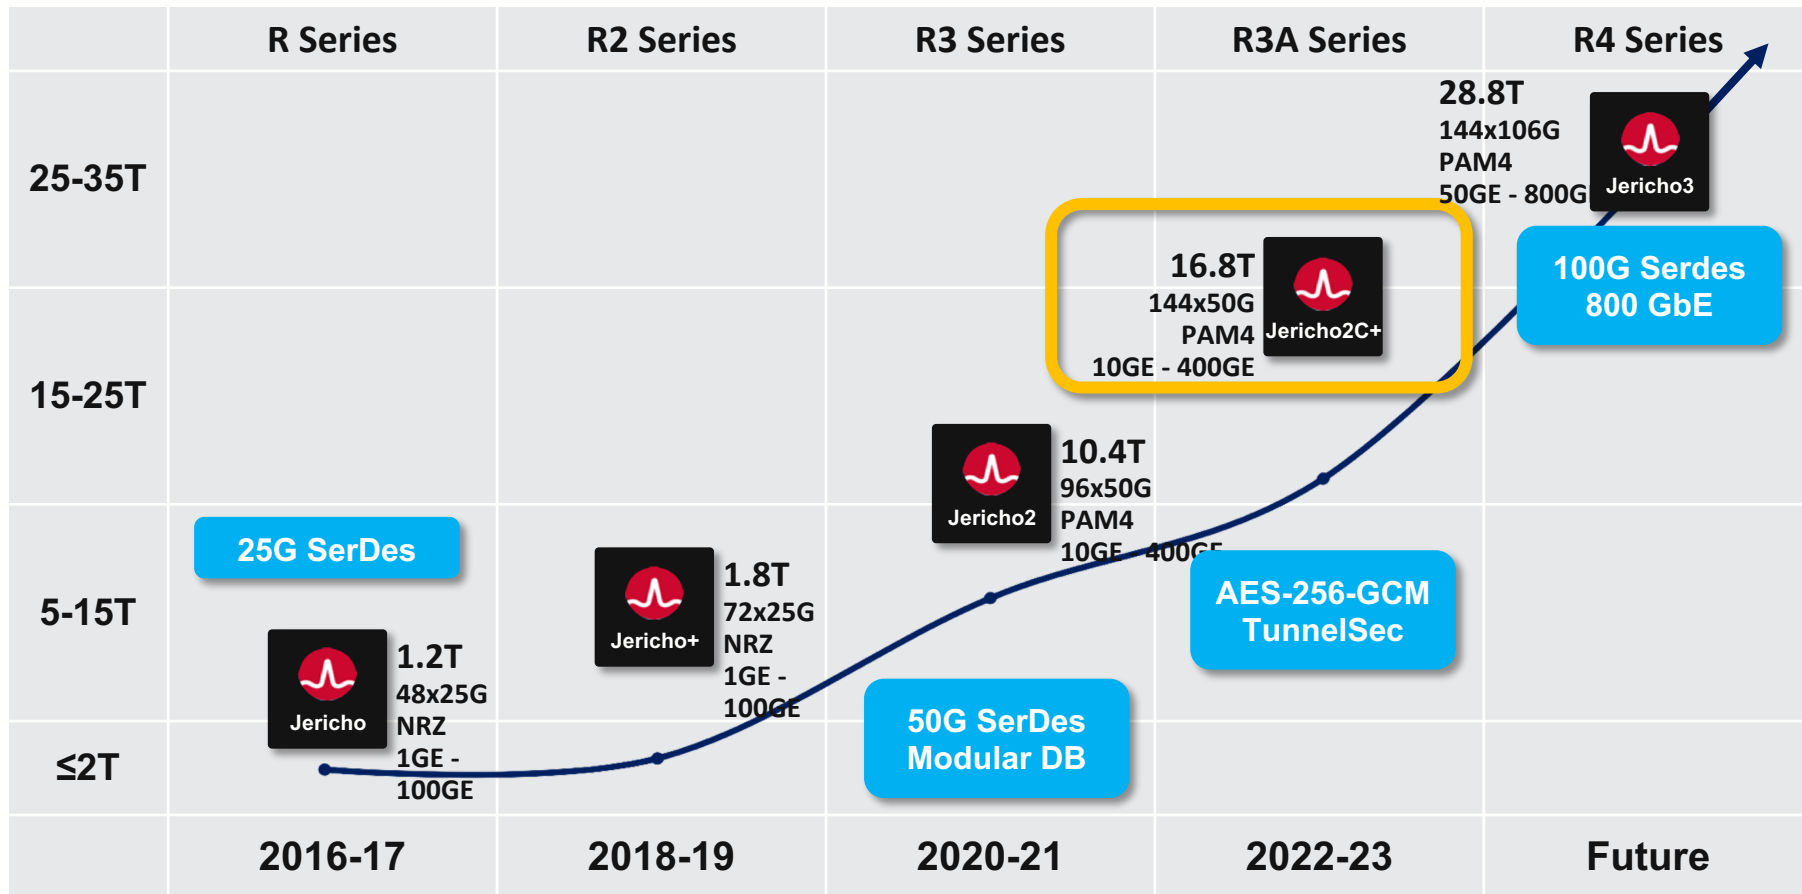 R Series
R2 Series
R3 Series
R3A Series
R4 Series
25-35T
28.8T
144x106G
PAM4
50GE - 800G
Jericho3
16.8T
144x50G
PAM4
10GE - 400GE
Jericho2C+
100G Serdes
800 GbE
15-25T
Jericho2
10.4T
96x50G
PAM4
10GE - 400GE
25G SerDes
5-15T
Jericho+
1.8T
72x25G
NRZ
1GE -
100GE
AES-256-GCM
TunnelSec
Jericho
1.2T
48x25G
NRZ
1GE -
100GE
50G SerDes
Modular DB
≤2T
2016-17
2018-19
2020-21
2022-23
Future